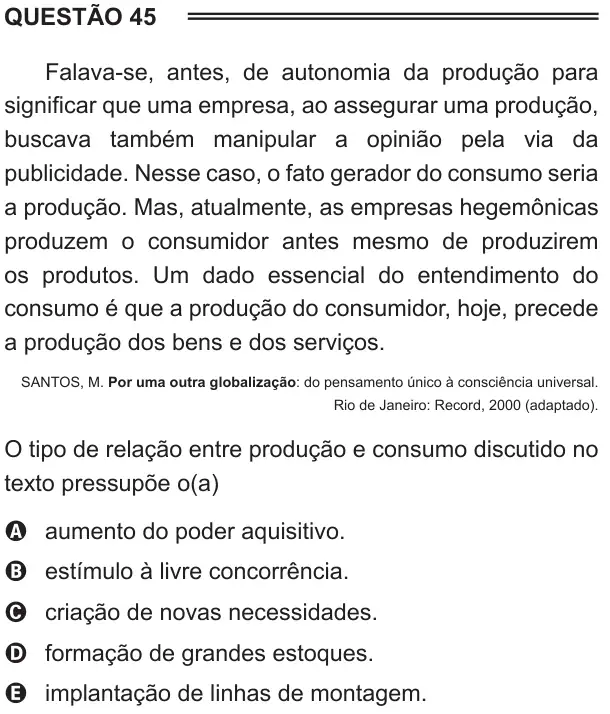 QUESTÃO 45
Falava-se, antes, de autonomia da produção para
significar que uma empresa, ao assegurar uma produção,
buscava também manipular a opinião pela via da
publicidade. Nesse caso, o fato gerador do consumo seria
a produção. Mas, atualmente, as empresas hegemônicas
produzem o consumidor antes mesmo de produzirem
os produtos. Um dado essencial do entendimento do
consumo é que a produção do consumidor, hoje, precede
a produção dos bens e dos serviços.
SANTOS, M. Por uma outra globalização: do pensamento único à consciência universal.
Rio de Janeiro: Record, 2000 (adaptado).
O tipo de relação entre produção e consumo discutido no
texto pressupõe o(a)
A aumento do poder aquisitivo.
B estímulo à livre concorrência.
C criação de novas necessidades.
D formação de grandes estoques.
E implantação de linhas de montagem.